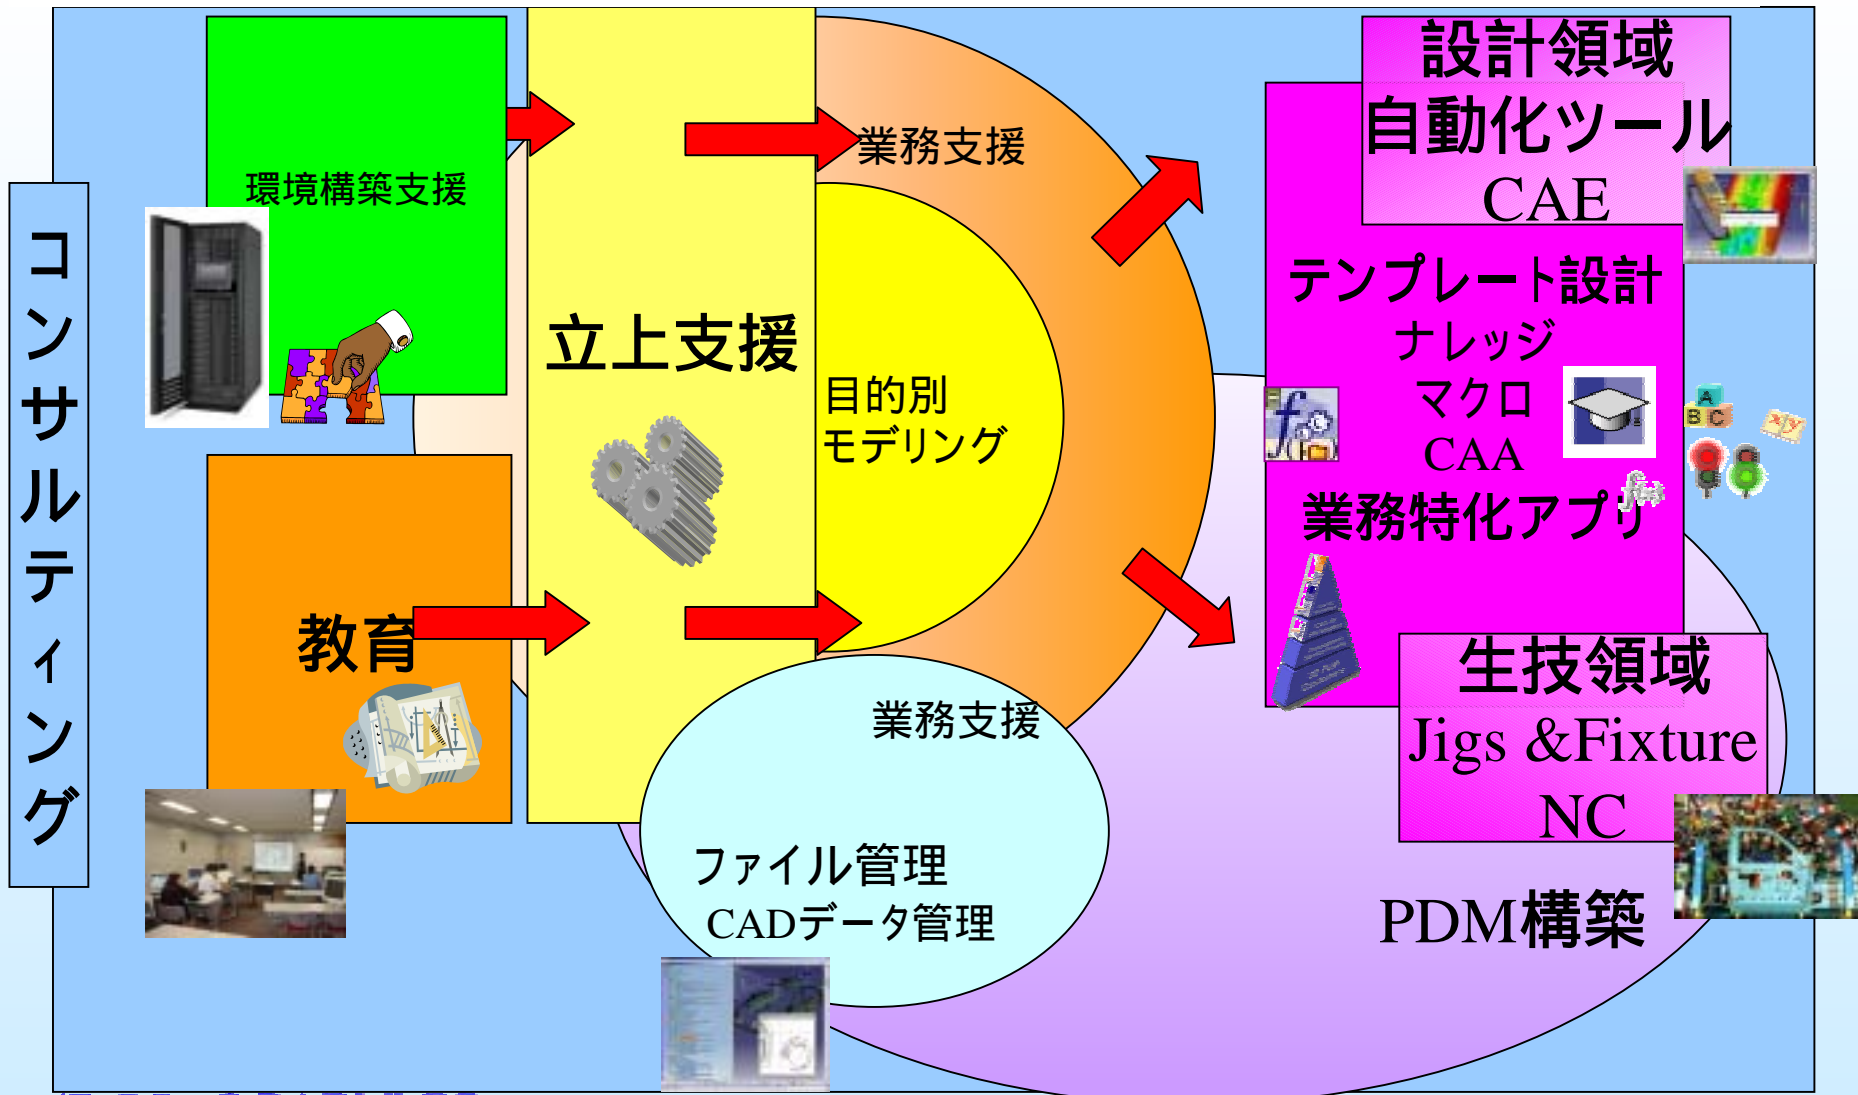 コンサルティング
環境構築支援
教育
立上支援
業務支援
目的別
モデリング
業務支援
ファイル管理
CADデータ管理
設計領域
自動化ツール
CAE
テンプレート設計
ナレッジ
マクロ
CAA
業務特化アプリ
生技領域
Jigs &Fixture
NC
PDM構築
A
B C
xy